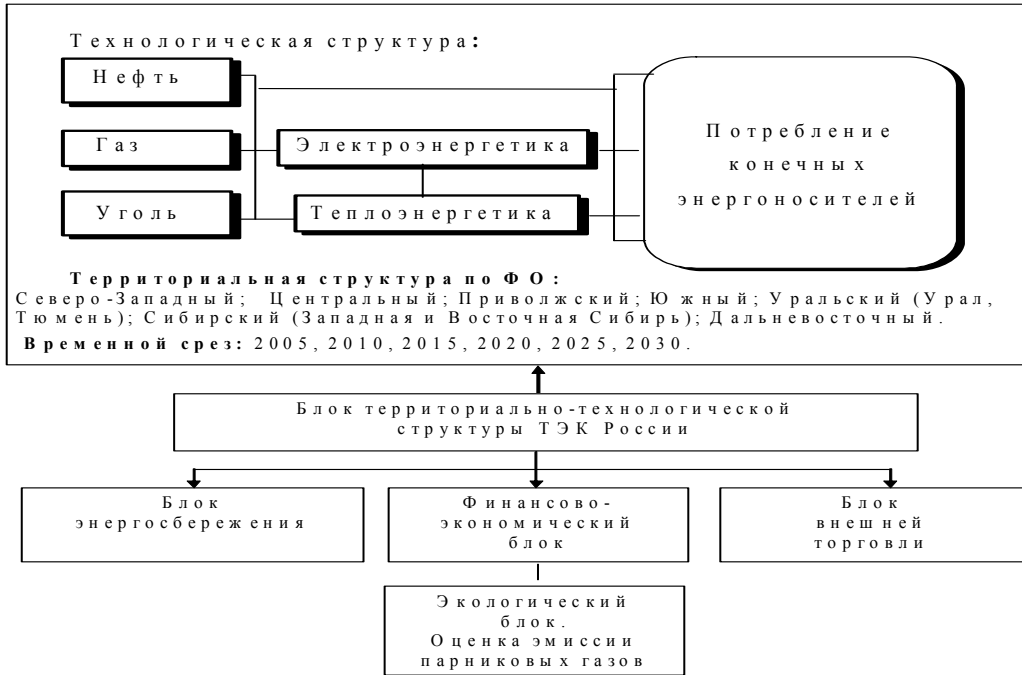 Технологическая структура:
Нефть
Газ
Уголь
Электроэнергетика
Теплоэнергетика
Потребление
конечных
энергоносителей
Территориальная структура по ФО:
Северо-Западный; Центральный; Приволжский; Южный; Уральский (Урал,
Тюмень); Сибирский (Западная и Восточная Сибирь); Дальневосточный.
Временной срез: 2005, 2010, 2015, 2020, 2025, 2030.
Блок территориально-технологической
структуры ТЭК России
Блок
энергосбережения
Финансово-
экономический
блок
Блок
внешней
торговли
Экологический
блок.
Оценка эмиссии
парниковых газов